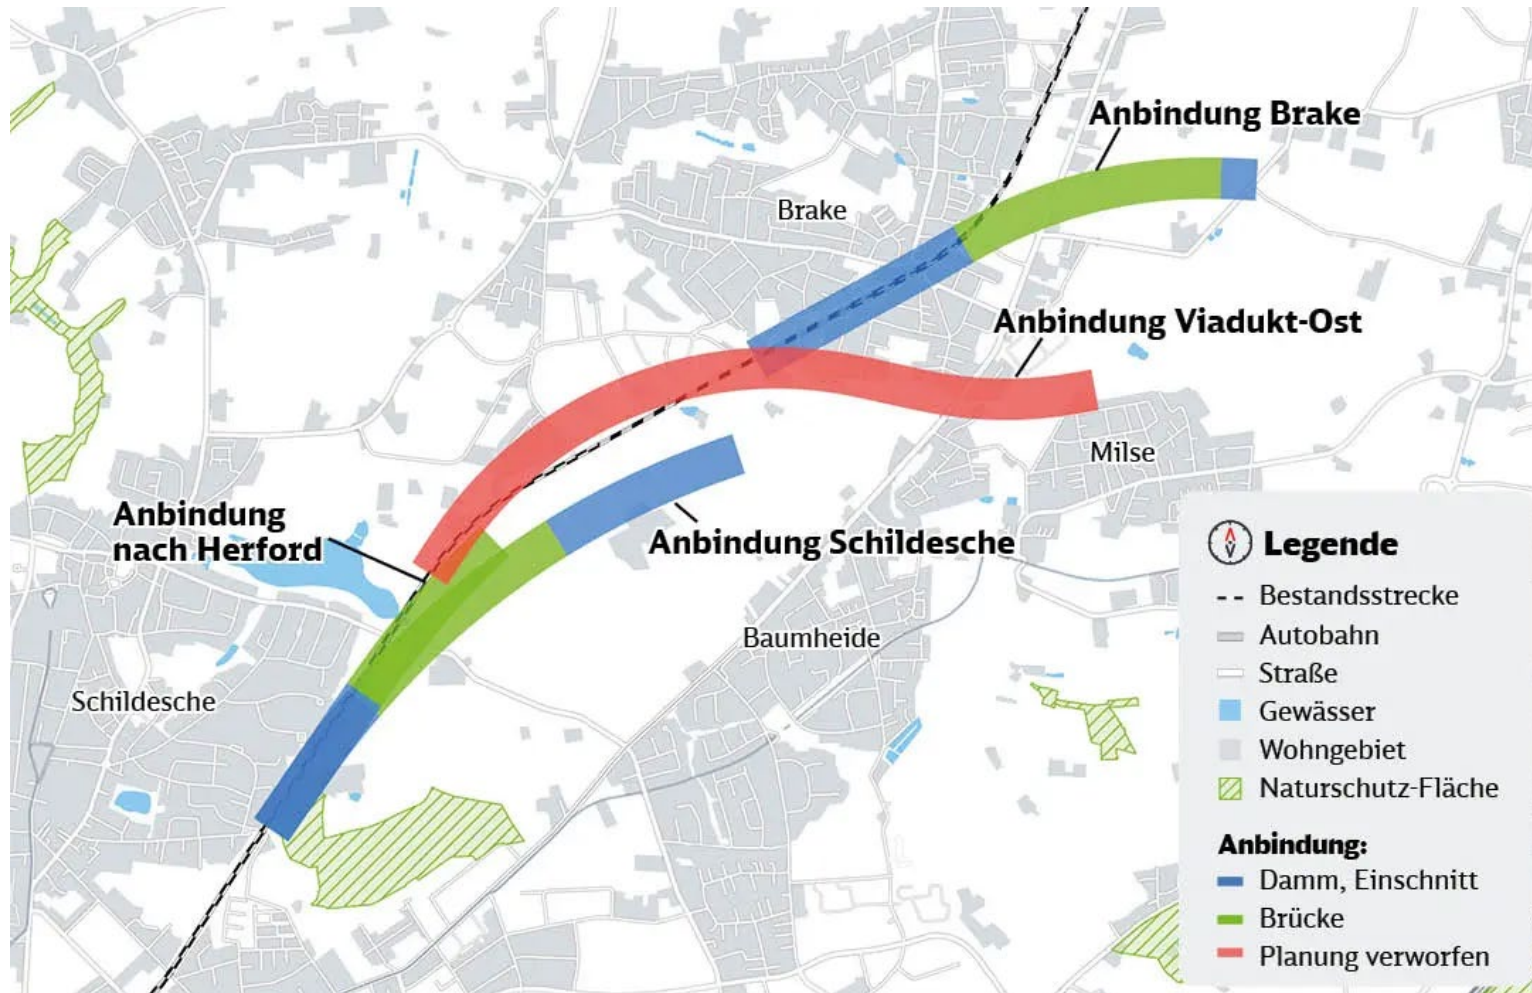 Anbindung Brake
Brake
Anbindung Viadukt-Ost
Milse
Anbindung
nach Herford
Anbindung Schildesche
Baumheide
Schildesche
Legende
Bestandsstrecke
Autobahn
Straße
Gewässer
Wohngebiet
Naturschutz-Fläche
Anbindung:
Damm, Einschnitt
Brücke
Planung verworfen